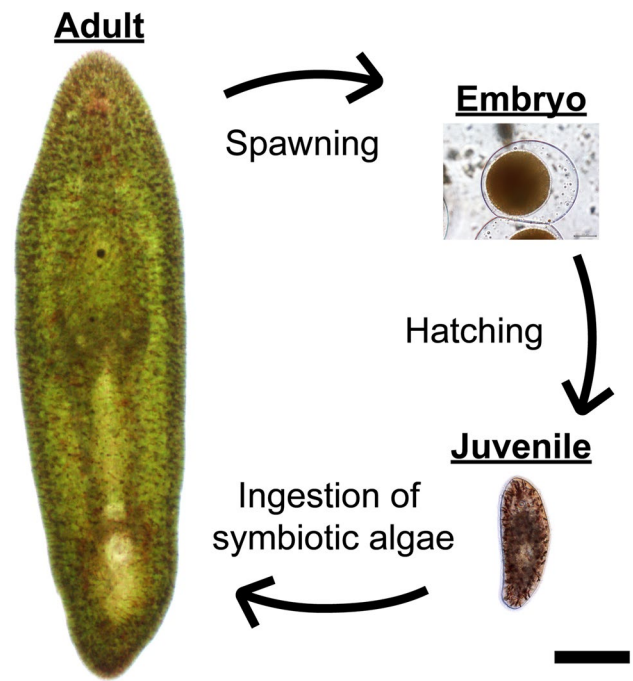 Adult
Spawning
Embryo
Hatching
Juvenile
Ingestion of
symbiotic algae